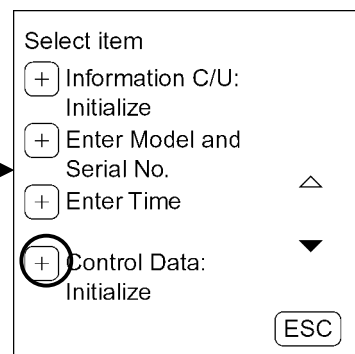 Select item
+ Information C/U:
Initialize
+ Enter Model and
Serial No.
+ Enter Time
+ Control Data:
Initialize
ESC